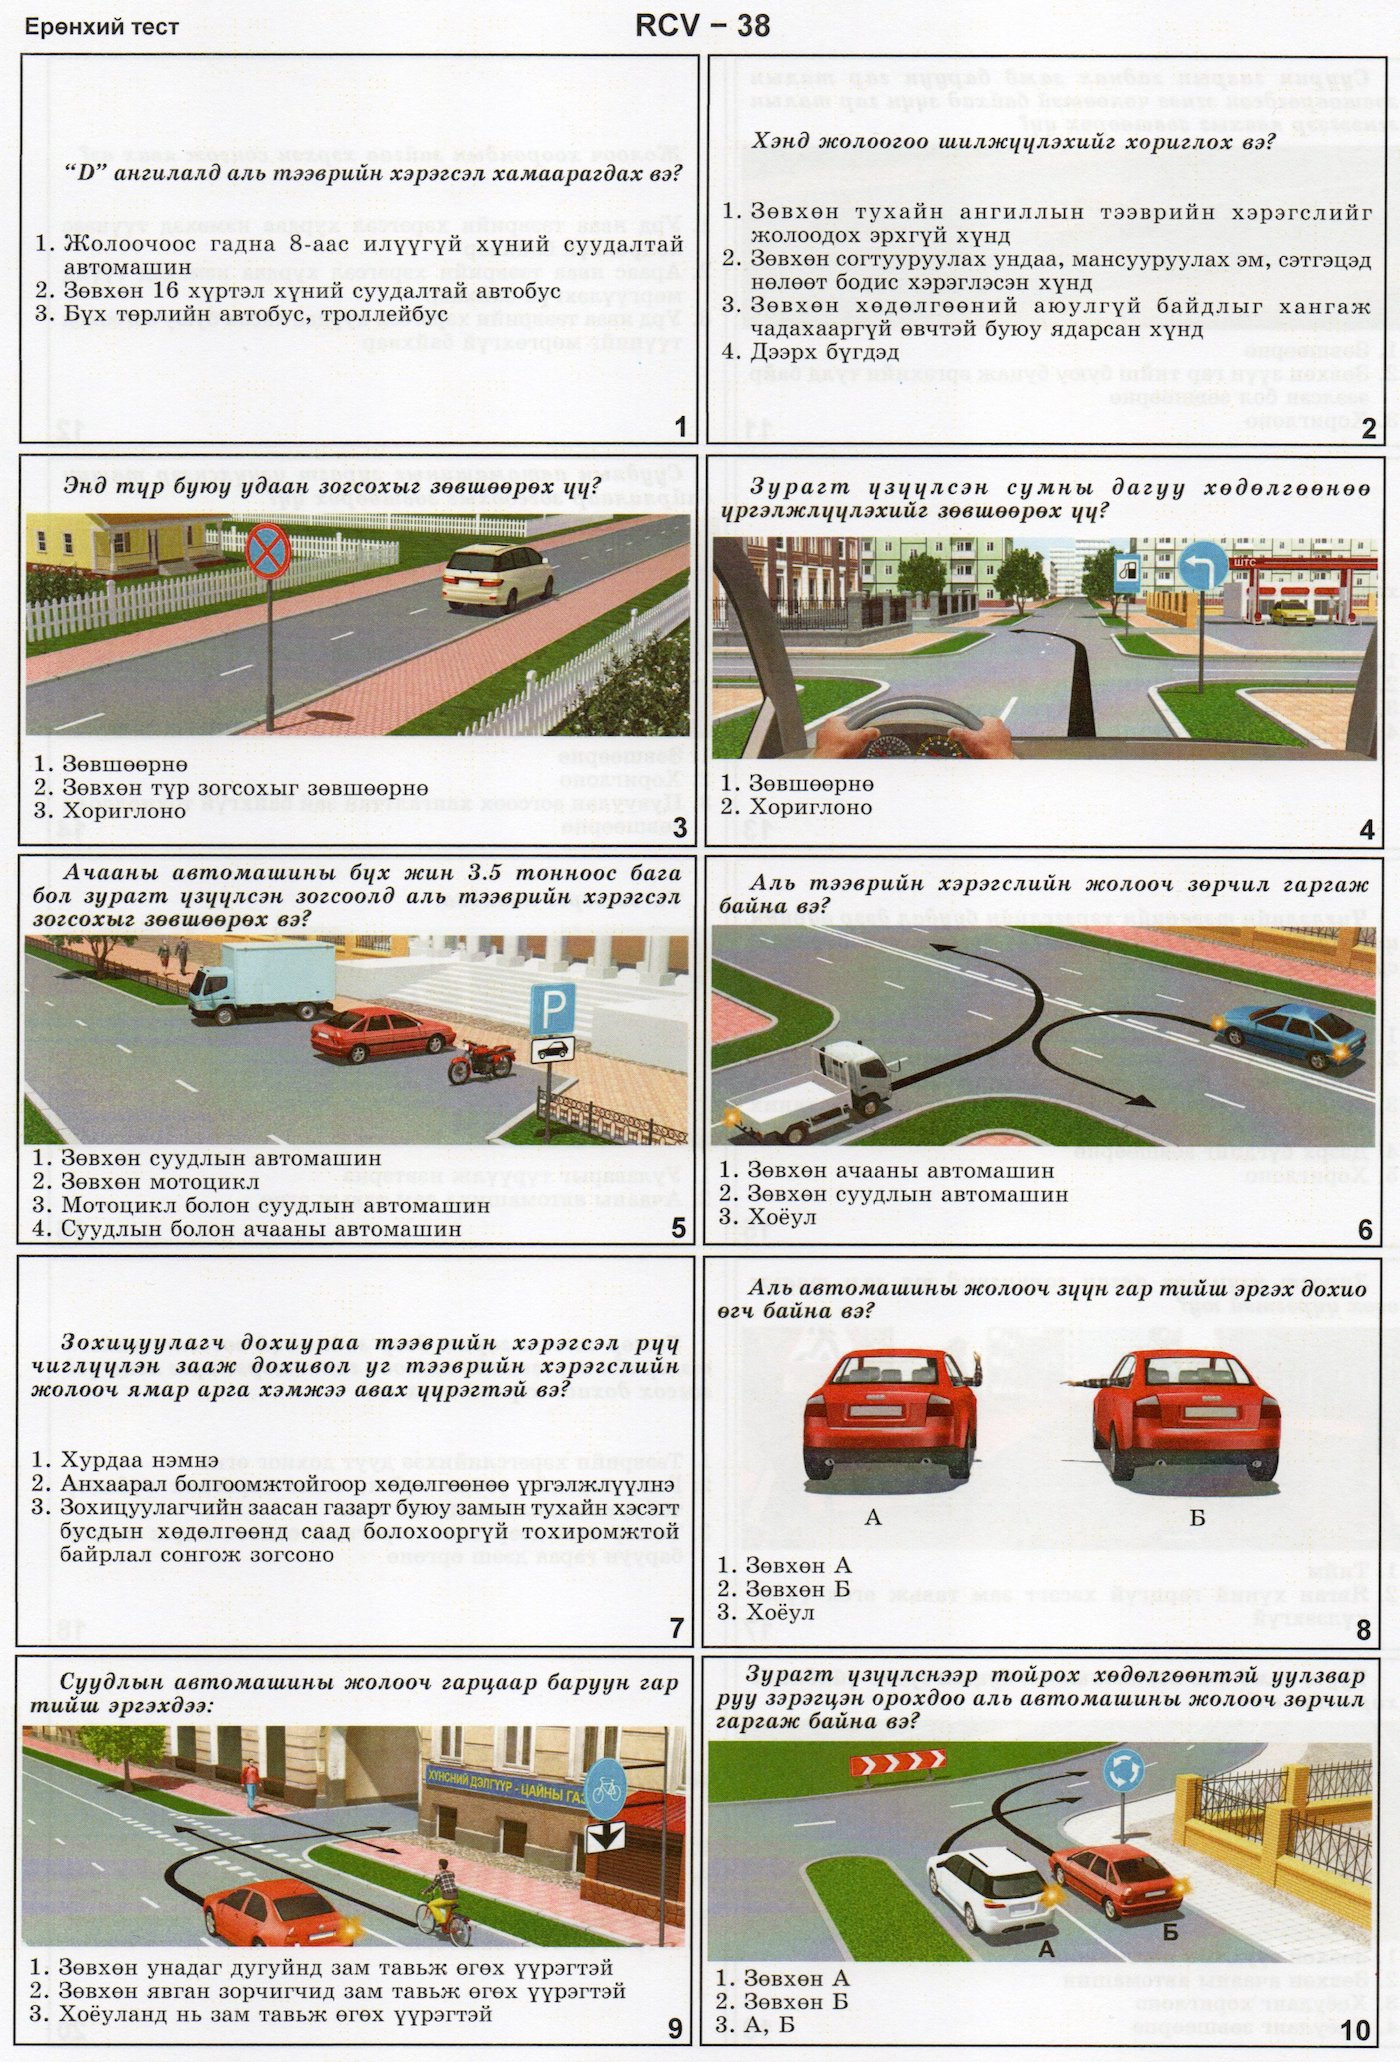 Ерөнхий тест
RCV – 38
“D” ангилалд аль тээврийн хэрэгсэл хамаарагдах вэ?
1. Жолоочоос гадна 8-аас илүүгүй хүний суудалтай
автомашин
2. Зөвхөн 16 хүртэл хүний суудалтай автобус
3. Бүх төрлийн автобус, троллейбус
1
Хэнд жолоогоо шилжүүлэхийг хориглох вэ?
1. Зөвхөн тухайн ангиллын тээврийн хэрэгслийг
жолоодох эрхгүй хүнд
2. Зөвхөн согтууруулах ундаа, мансууруулах эм, сэтгэцэд
нөлөөт бодис хэрэглэсэн хүнд
3. Зөвхөн хөдөлгөөний аюулгүй байдлыг хангаж
чадахааргүй өвчтэй буюу ядарсан хүнд
4. Дээрх бүгдэд
2
Энд түр буюу удаан зогсохыг зөвшөөрөх үү?
1. Зөвшөөрнө
2. Зөвхөн түр зогсохыг зөвшөөрнө
3. Хориглоно
3
Зурагт үзүүлсэн сумны дагуу хөдөлгөөнөө
үргэлжлүүлэхийг зөвшөөрөх үү?
ШТС
1. Зөвшөөрнө
2. Хориглоно
4
Ачааны автомашины бүх жин 3.5 тонноос бага
бол зурагт үзүүлсэн зогсоолд аль тээврийн хэрэгсэл
зогсохыг зөвшөөрөх вэ?
P
1. Зөвхөн суудлын автомашин
2. Зөвхөн мотоцикл
3. Мотоцикл болон суудлын автомашин
4. Суудлын болон ачааны автомашин
5
Аль тээврийн хэрэгслийн жолооч зөрчил гаргаж
байна вэ?
1. Зөвхөн ачааны автомашин
2. Зөвхөн суудлын автомашин
3. Хоёул
6
Зохицуулагч дохиураа тээврийн хэрэгсэл рүү
чиглүүлэн зааж дохивол уг тээврийн хэрэгслийн
жолооч ямар арга хэмжээ авах үүрэгтэй вэ?
1. Хурдаа нэмнэ
2. Анхаарал болгоомжтойгоор хөдөлгөөнөө үргэлжлүүлнэ
3. Зохицуулагчийн заасан газарт буюу замын тухайн хэсэгт
бусдын хөдөлгөөнд саад болохооргүй тохиромжтой
байрлал сонгож зогсоно
7
Аль автомашины жолооч зүүн гар тийш эргэх дохио
өгч байна вэ?
А
Б
1. Зөвхөн А
2. Зөвхөн Б
3. Хоёул
8
Суудлын автомашины жолооч гарцаар баруун гар
тийш эргэхдээ:
ХҮНСНИЙ ДЭЛГҮҮР - ЦАЙНЫ ГАЗ
1. Зөвхөн унадаг дугуйнд зам тавьж өгөх үүрэгтэй
2. Зөвхөн явган зорчигчид зам тавьж өгөх үүрэгтэй
3. Хоёуланд нь зам тавьж өгөх үүрэгтэй
9
Зурагт үзүүлснээр тойрох хөдөлгөөнтэй уулзвар
руу зэрэгцэн орохдоо аль автомашины жолооч зөрчил
гаргаж байна вэ?
А
Б
1. Зөвхөн А
2. Зөвхөн Б
3. А, Б
10